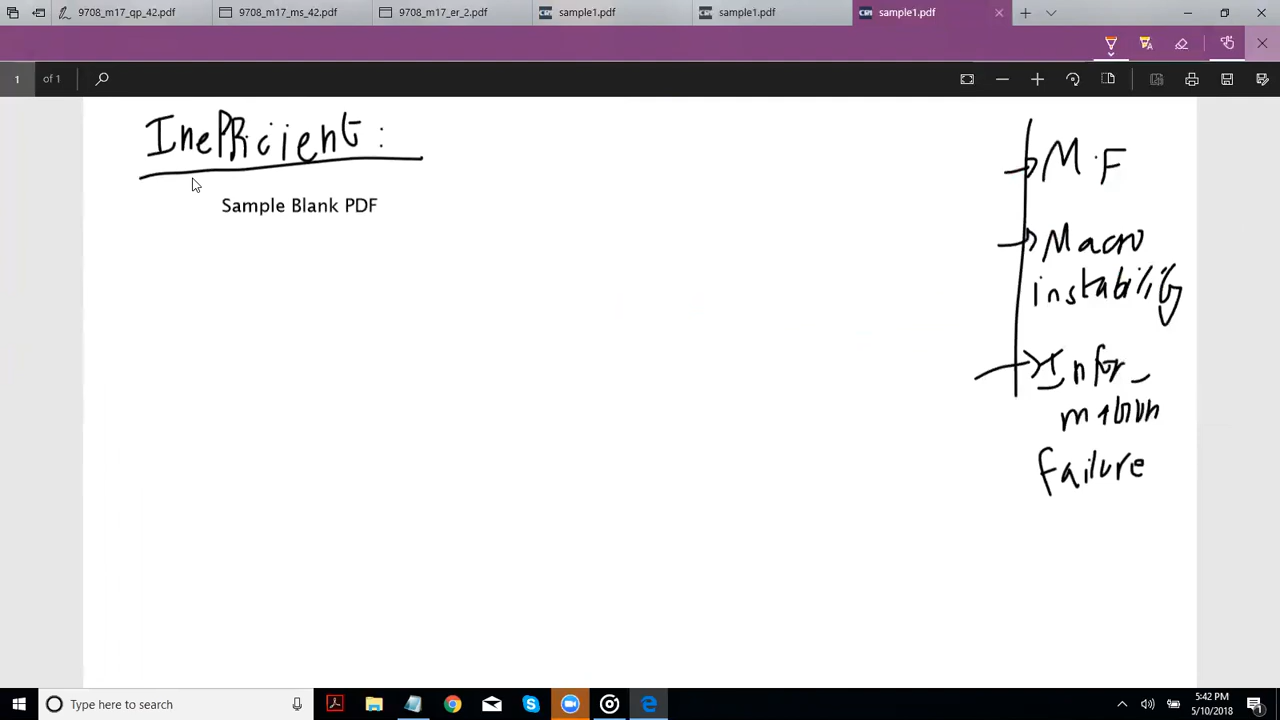 9708_m17_qp_42.pdf
9708_m17_ms_42.pdf
9708_m17_er_2.pdf
sample1.pdf
sample1.pdf
sample1.pdf
1 of 1
Inefficient:
Sample Blank PDF
M.F
Macro
instability
Infor-
mation
failure
Type here to search
5:42 PM
5/10/2018